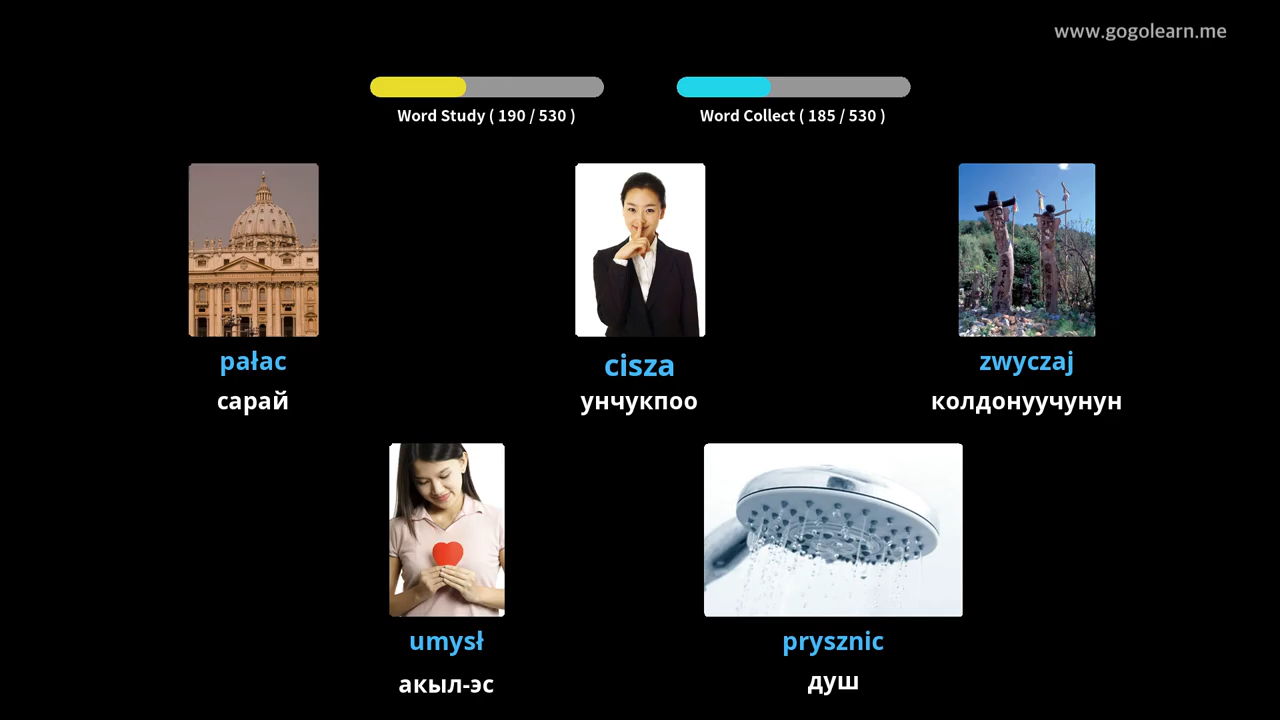 www.gogolearn.me
Word Study ( 190 / 530 )
Word Collect ( 185 / 530 )
pałac
cisza
zwyczaj
сарай
унчукпоо
колдонуучунун
umysł
prysznic
акыл-эс
душ